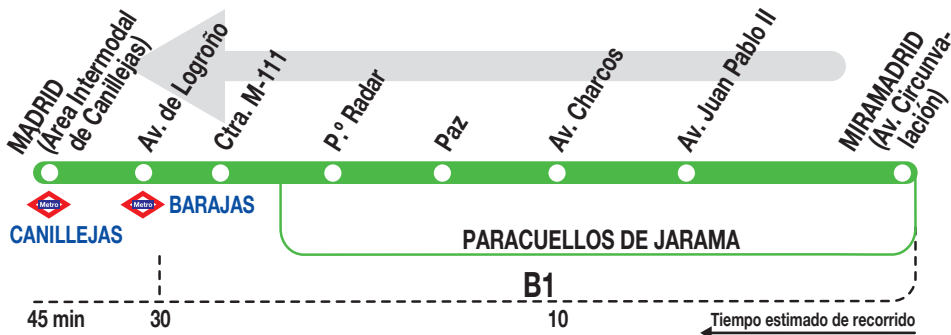 MADRID
(Área Intermodal
de Canillejas)
Av. de Logroño
Ctra. M-111
P.º Radar
Paz
Av. Charcos
Av. Juan Pablo II
MIRAMADRID
(Av. Circunva-
lación)
Metro
Metro
BARAJAS
CANILLEJAS
PARACUELLOS DE JARAMA
B1
45 min
30
10
Tiempo estimado de recorrido